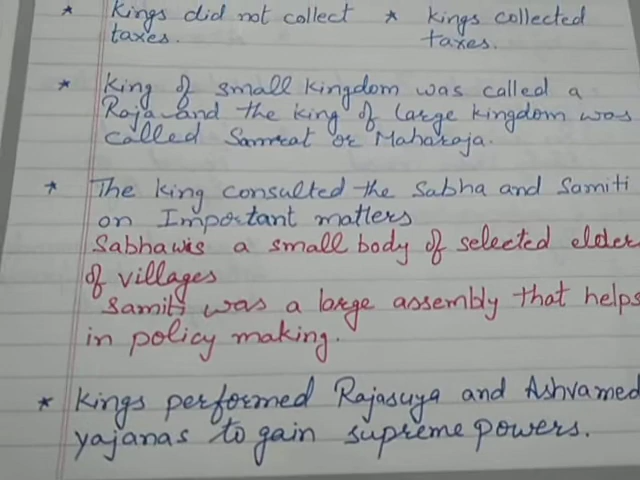 * Kings did not collect * Kings collected
taxes. taxes.
* King of small kingdom was called a
Raja and the king of large kingdom was
called Samrat or Maharaja.
* The king consulted the Sabha and Samiti
on Important matters
Sabha was a small body of selected elder
of villages
Samiti was a large assembly that helps
in policy making.
* Kings performed Rajasuya and Ashvamed
yajanas to gain supreme powers.